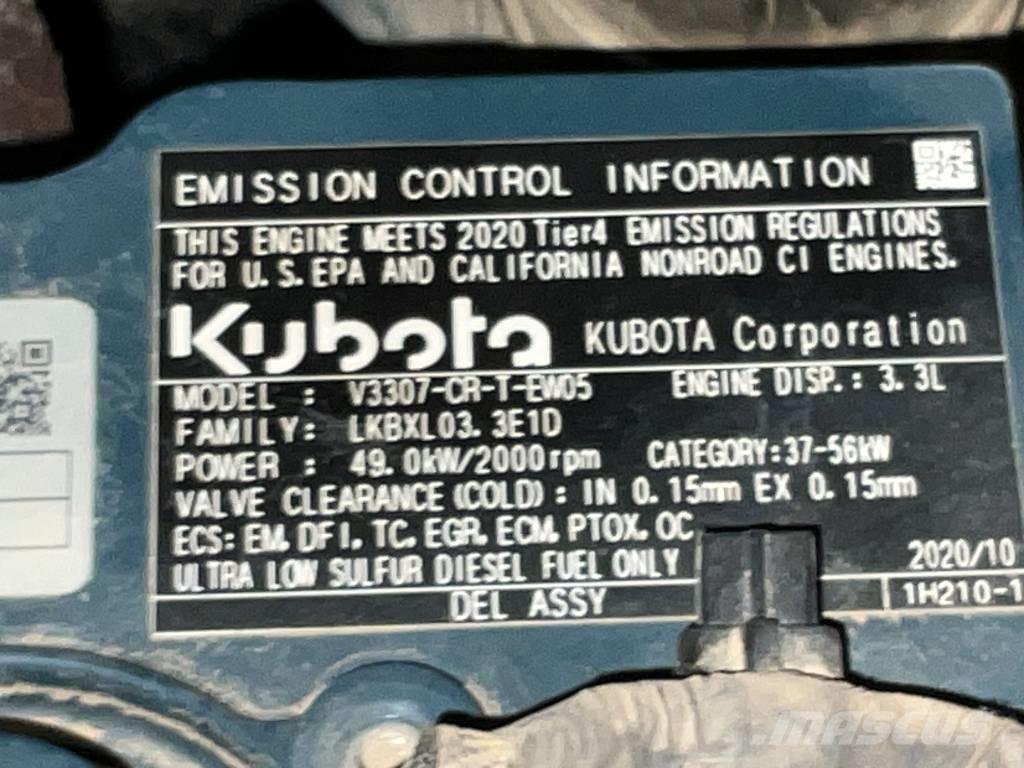 EMISSION CONTROL INFORMATION
THIS ENGINE MEETS 2020 Tier4 EMISSION REGULATIONS
FOR U.S.EPA AND CALIFORNIA NONROAD CI ENGINES.
Kubota KUBOTA Corporation
MODEL : V3307-CR-T-EW05 ENGINE DISP.: 3.3L
FAMILY: LKBXL03.3E1D
POWER : 49.0kW/2000rpm CATEGORY:37-56kW
VALVE CLEARANCE(COLD): IN 0.15mm EX 0.15mm
ECS: EM, DFI, TC, EGR, ECM, PTOX, OC
ULTRA LOW SULFUR DIESEL FUEL ONLY 2020/10
DEL ASSY 1H210-1
MASCUS